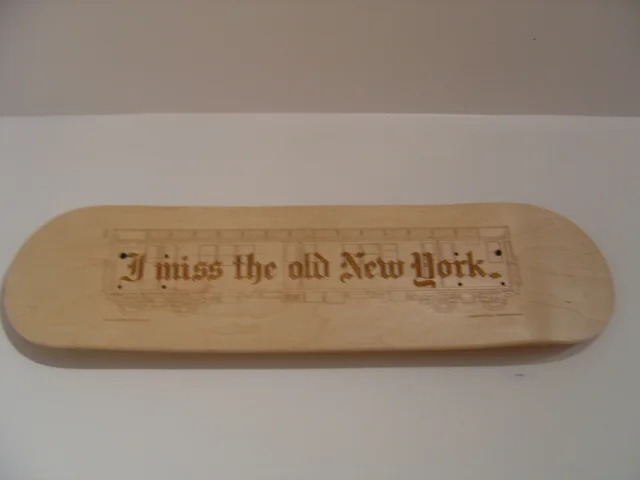 I miss the old New York.